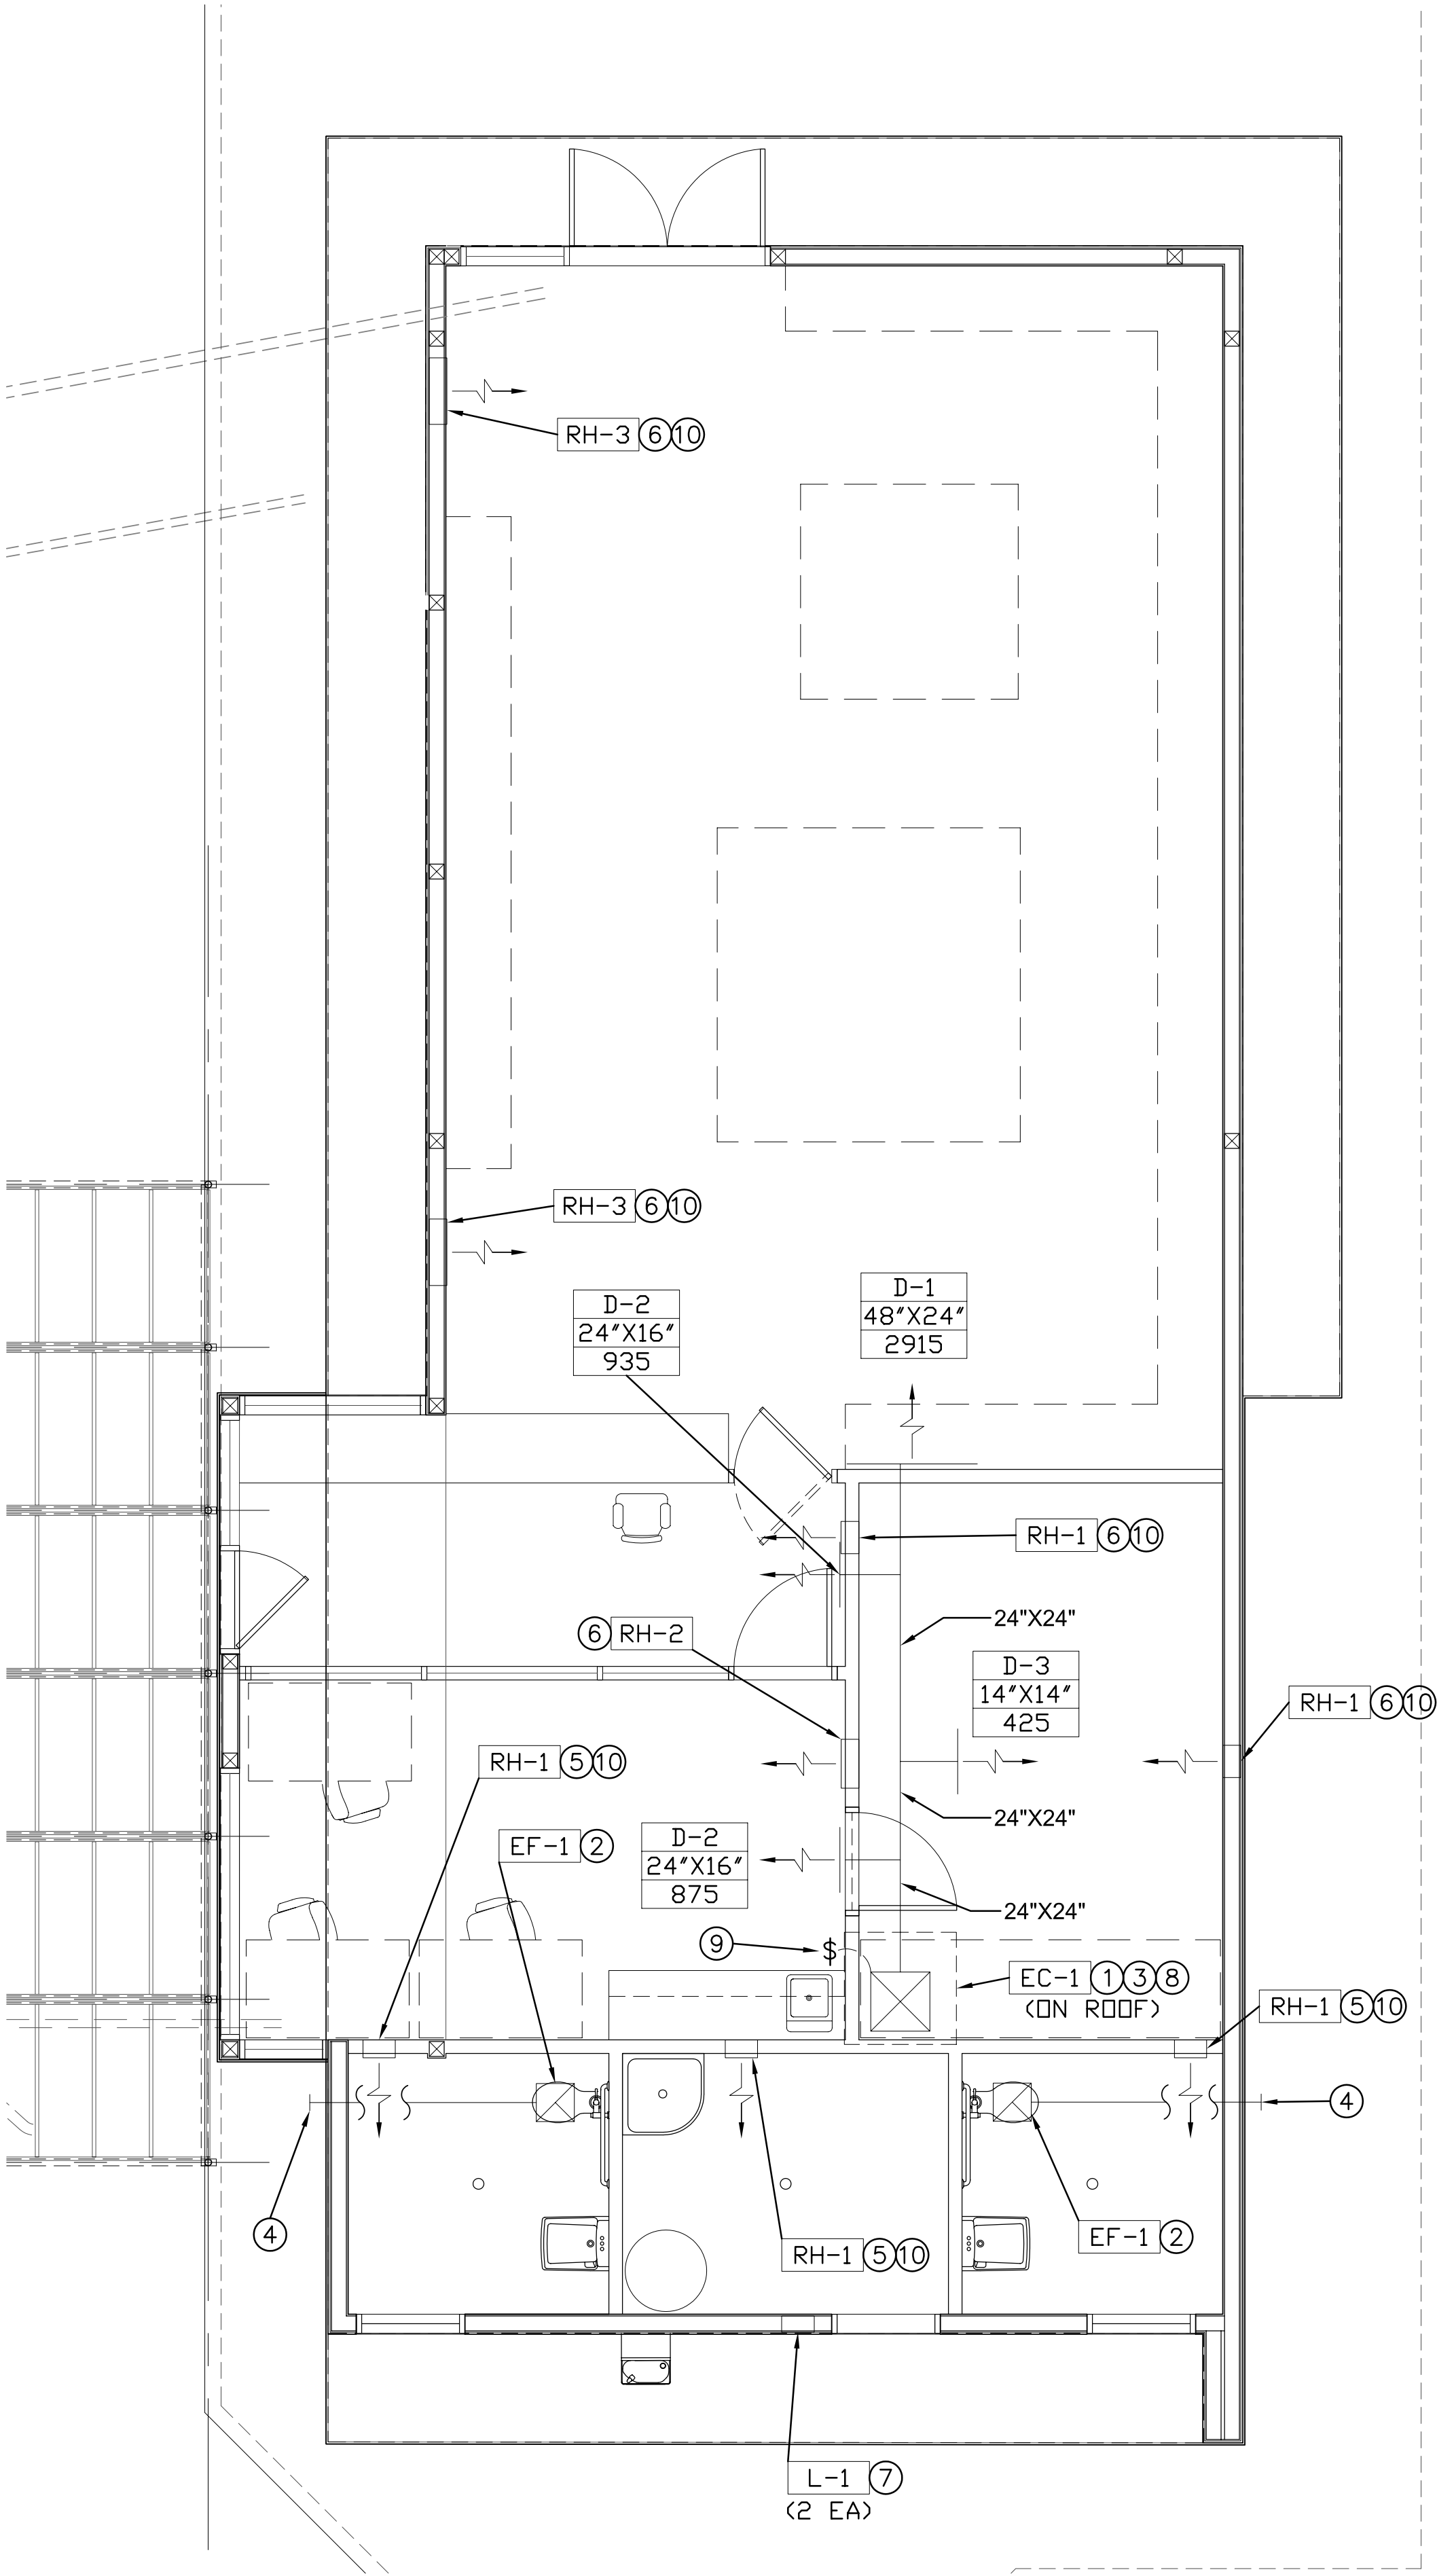 RH-3 6 10
RH-3 6 10
D-1
48"X24"
2915
D-2
24"X16"
935
RH-1 6 10
24"X24"
6 RH-2
D-3
14"X14"
425
RH-1 6 10
RH-1 5 10
24"X24"
EF-1 2
D-2
24"X16"
875
24"X24"
9 $
EC-1 1 3 8
(ON ROOF)
RH-1 5 10
4
4
EF-1 2
RH-1 5 10
L-1 7
(2 EA)